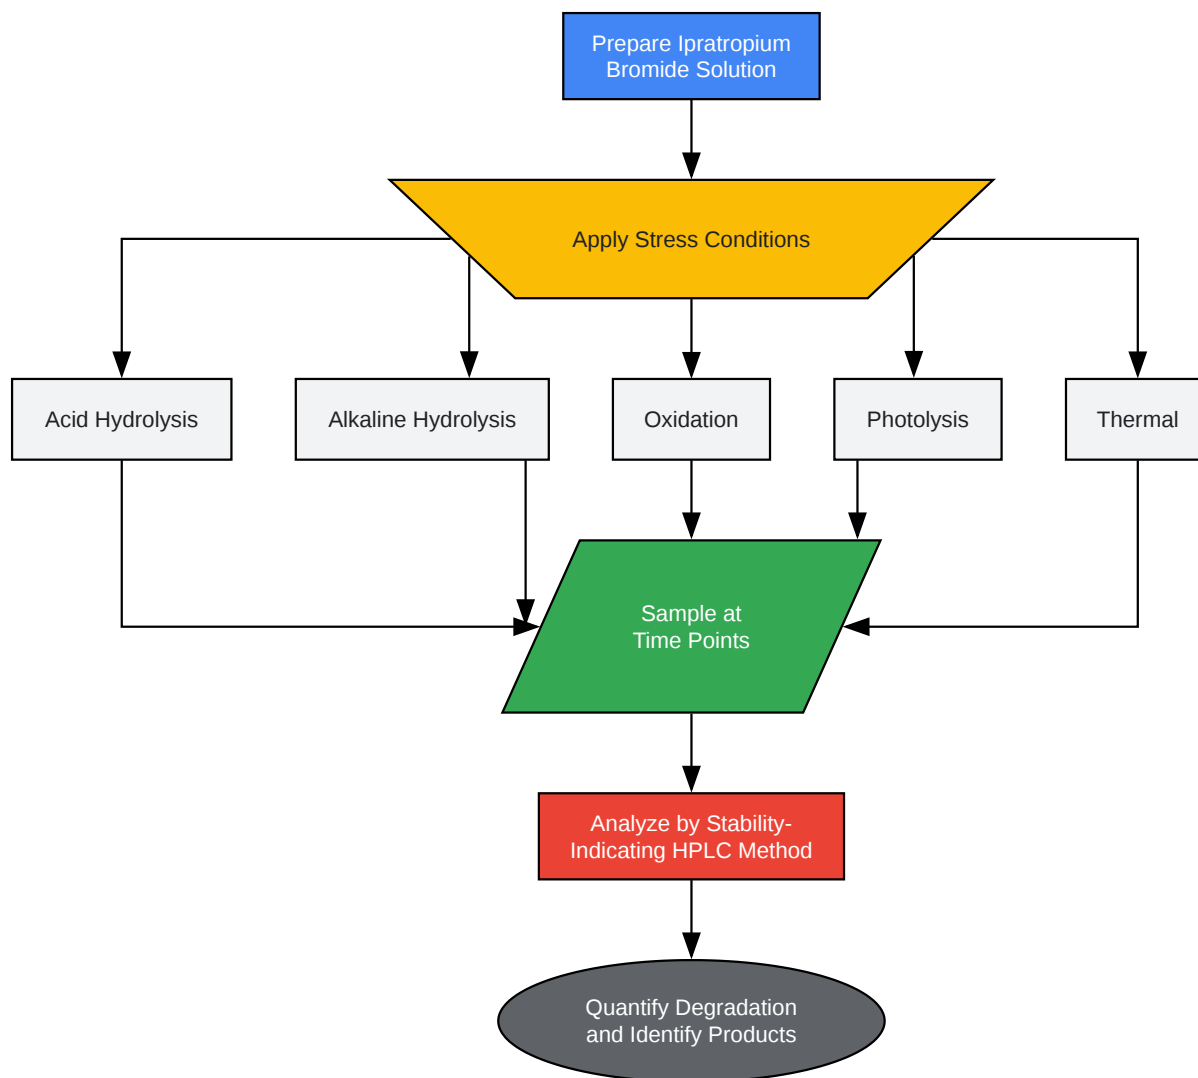 Prepare Ipratropium
Bromide Solution
Apply Stress Conditions
Acid Hydrolysis
Alkaline Hydrolysis
Oxidation
Photolysis
Thermal
Sample at
Time Points
Analyze by Stability-
Indicating HPLC Method
Quantify Degradation
and Identify Products